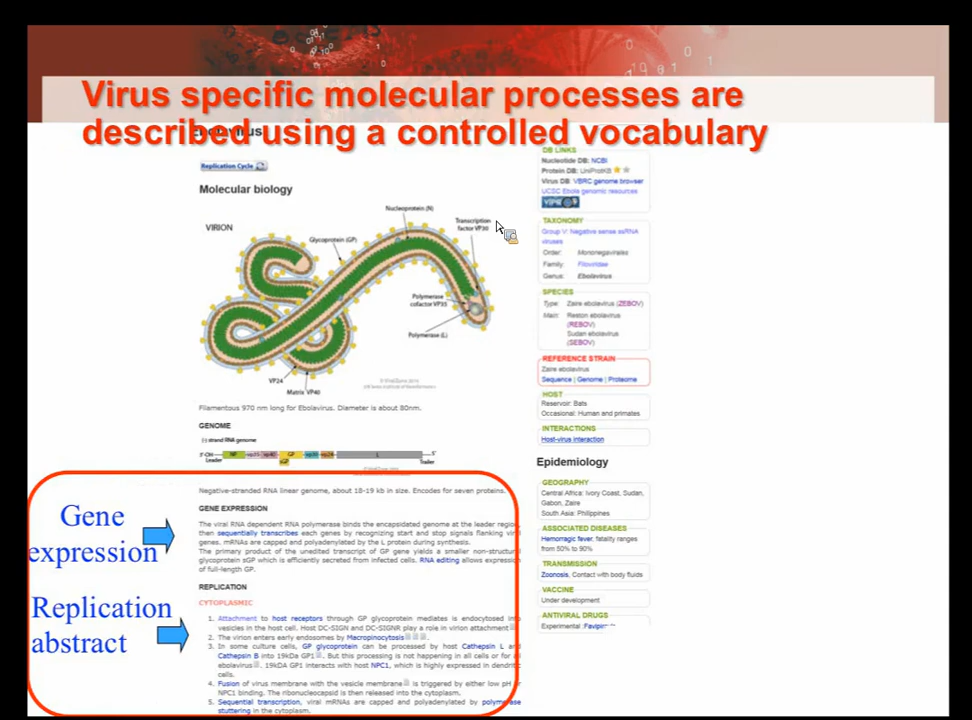 Virus specific molecular processes are
described using a controlled vocabulary
Replication Cycle
Molecular biology
VIRION
Nucleoprotein (N)
Transcription
factor VP30
Glycoprotein (GP)
Polymerase
cofactor VP35
Polymerase (L)
VP24
Matrix VP40
Filamentous 970 nm long for Ebolavirus. Diameter is about 80nm.
GENOME
(-) strand RNA genome
3'-OH
Leader
NP
vp35
vp40
GP
sGP
vp30
vp24
L
5'
Trailer
Negative-stranded RNA linear genome, about 18-19 kb in size. Encodes for seven proteins.
GENE EXPRESSION
The viral RNA dependent RNA polymerase binds the encapsidated genome at the leader region,
then sequentially transcribes each genes by recognizing start and stop signals flanking viral
genes. mRNAs are capped and polyadenylated by the L protein during synthesis.
The primary product of the unedited transcript of GP gene yields a smaller non-structural
glycoprotein sGP which is efficiently secreted from infected cells. RNA editing allows expression
of full-length GP.
REPLICATION
CYTOPLASMIC
1. Attachment to host receptors through GP glycoprotein mediates is endocytosed into
vesicles in the host cell. Host DC-SIGN and DC-SIGNR play a role in virion attachment
2. The virion enters early endosomes by Macropinocytosis
3. In some culture cells, GP glycoprotein can be processed by host Cathepsin L and
Cathepsin B into 19kDa GP1. But this processing is not happening in all cells or for all
ebolavirus. 19kDA GP1 interacts with host NPC1, which is highly expressed in dendritic
cells.
4. Fusion of virus membrane with the vesicle membrane is triggered by either low pH or
NPC1 binding. The ribonucleocapsid is then released into the cytoplasm.
5. Sequential transcription, viral mRNAs are capped and polyadenylated by polymerase
stuttering in the cytoplasm.
Gene
expression
Replication
abstract
DB LINKS
Nucleotide DB: NCBI
Protein DB: UniProtKB
Virus DB: VBRC genome browser
UCSC Ebola genomic resources
ViPR
TAXONOMY
Group V: Negative sense ssRNA
viruses
Order: Mononegavirales
Family: Filoviridae
Genus: Ebolavirus
SPECIES
Type: Zaire ebolavirus (ZEBOV)
Main: Reston ebolavirus
(REBOV)
Sudan ebolavirus
(SEBOV)
REFERENCE STRAIN
Zaire ebolavirus
Sequence | Genome | Proteome
HOST
Reservoir: Bats
Occasional: Human and primates
INTERACTIONS
Host-virus interaction
Epidemiology
GEOGRAPHY
Central Africa: Ivory Coast, Sudan,
Gabon, Zaire
South Asia: Philippines
ASSOCIATED DISEASES
Hemorragic fever, fatality ranges
from 50% to 90%
TRANSMISSION
Zoonosis, Contact with body fluids
VACCINE
Under development
ANTIVIRAL DRUGS
Experimental